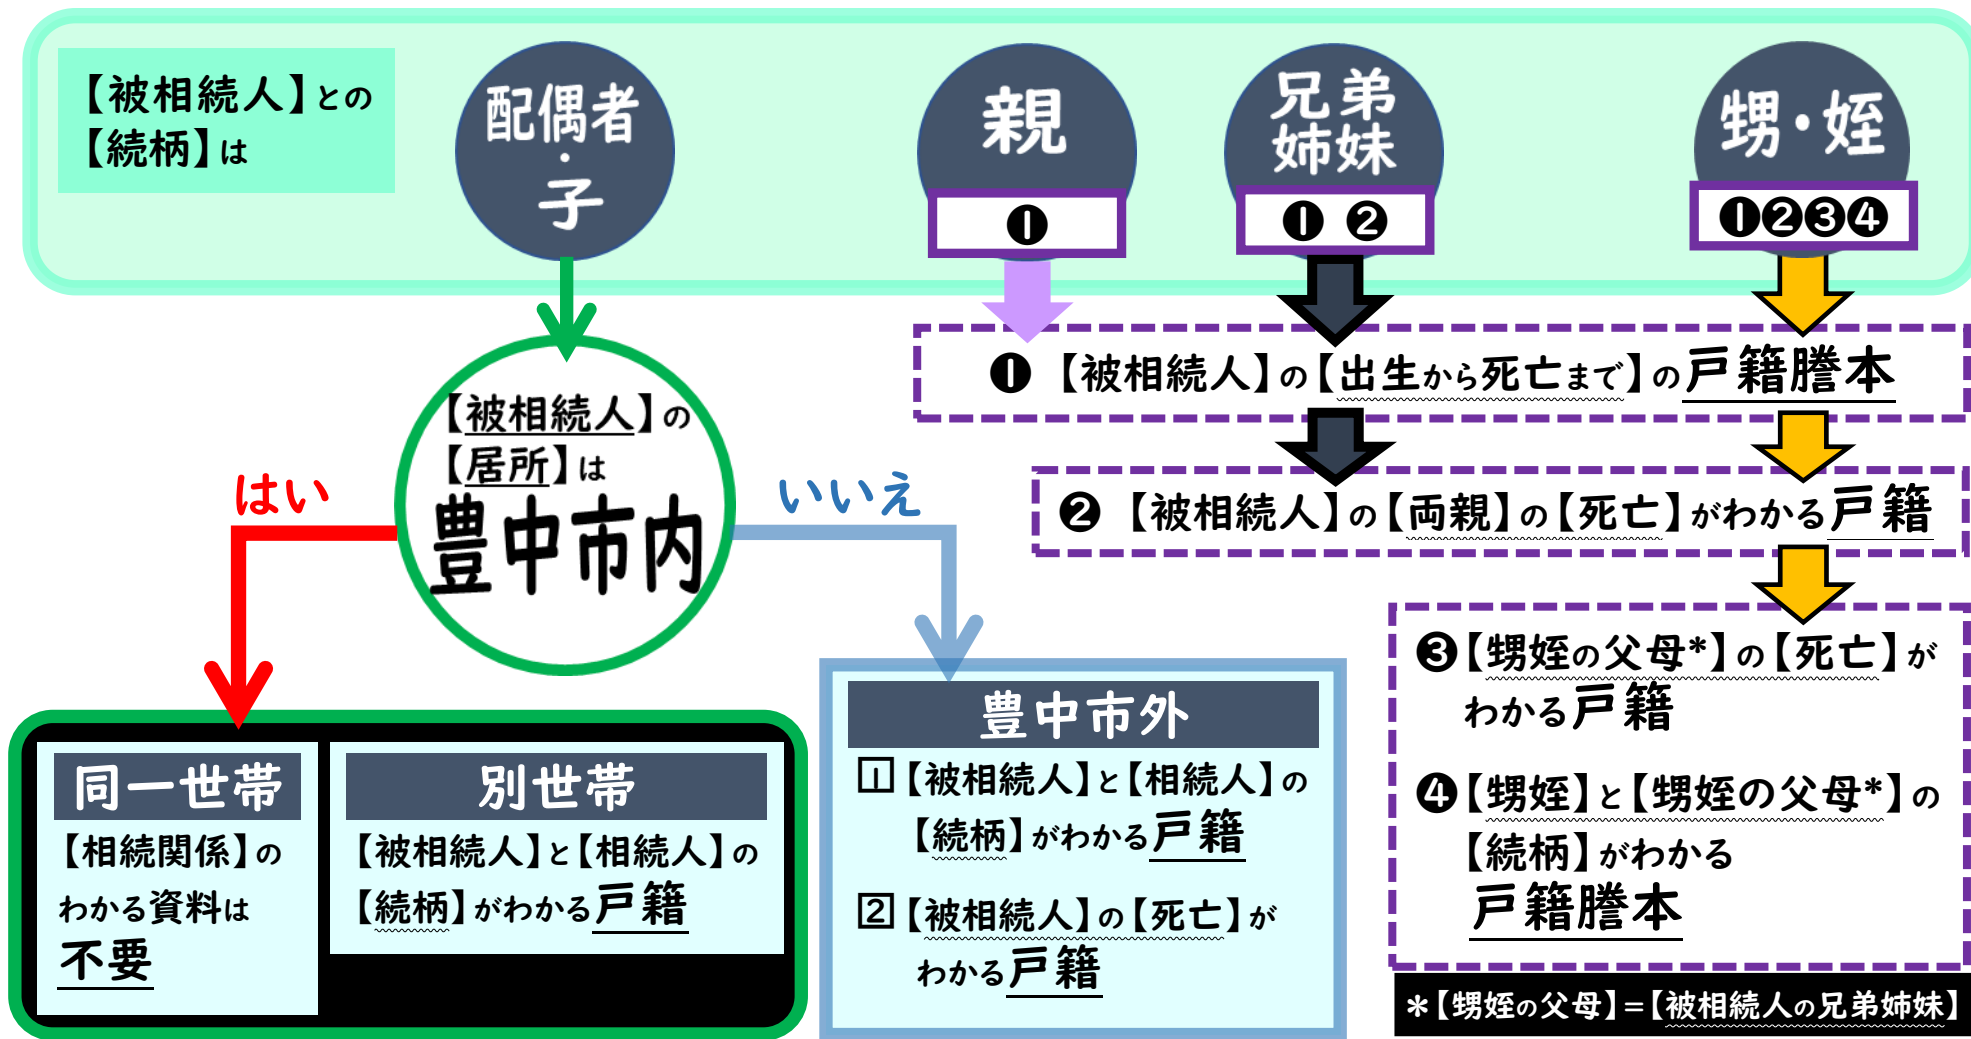 【被相続人】との
【続柄】は
配偶者
・
子
親
❶
兄弟
姉妹
❶ ❷
甥・姪
❶❷❸❹
【被相続人】の
【居所】は
豊中市内
はい
いいえ
❶ 【被相続人】の【出生から死亡まで】の戸籍謄本
❷ 【被相続人】の【両親】の【死亡】がわかる戸籍
❸【甥姪の父母*】の【死亡】が
わかる戸籍
❹【甥姪】と【甥姪の父母*】の
【続柄】がわかる
戸籍謄本
＊【甥姪の父母】=【被相続人の兄弟姉妹】
同一世帯
【相続関係】の
わかる資料は
不要
別世帯
【被相続人】と【相続人】の
【続柄】がわかる戸籍
豊中市外
1【被相続人】と【相続人】の
【続柄】がわかる戸籍
2【被相続人】の【死亡】が
わかる戸籍